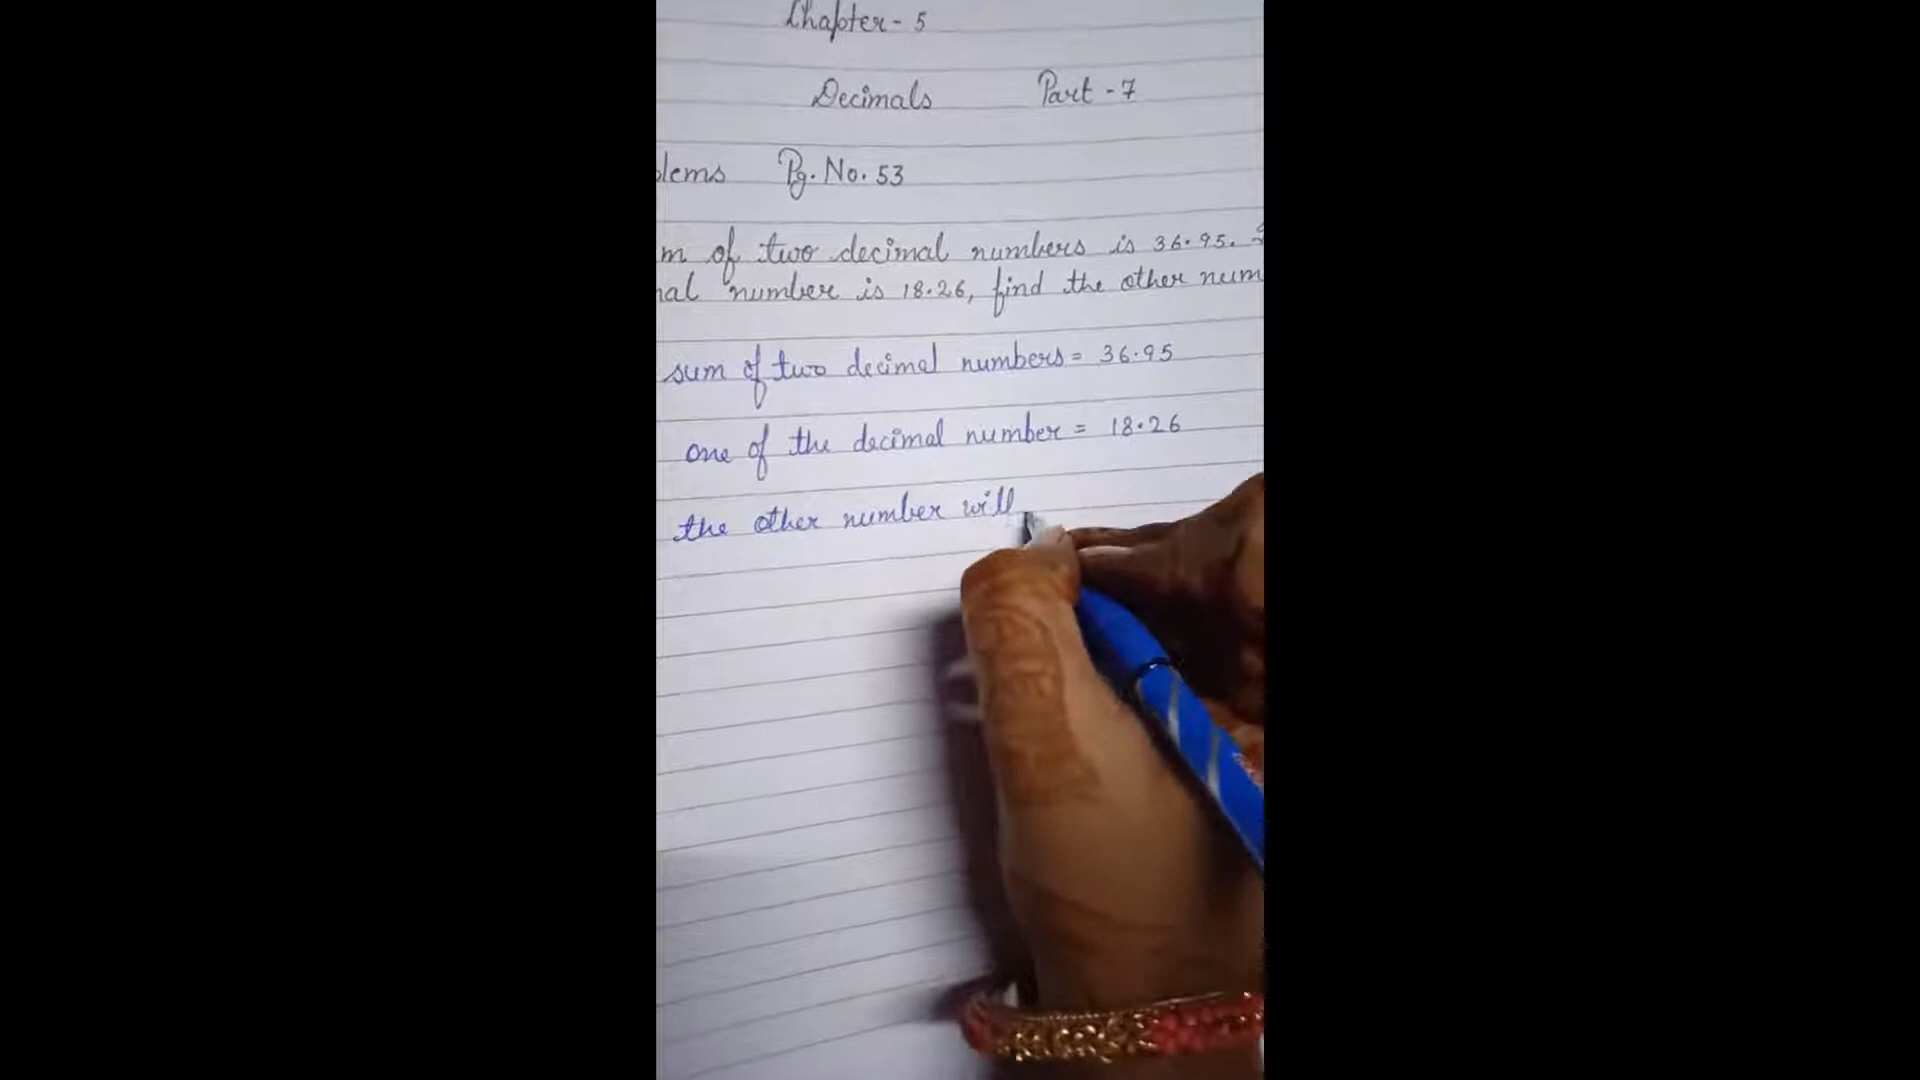 Chapter - 5
Decimals Part - 7
blems Pg. No. 53
m of two decimal numbers is 36.95.
nal number is 18.26, find the other num
sum of two decimal numbers = 36.95
one of the decimal number = 18.26
the other number will